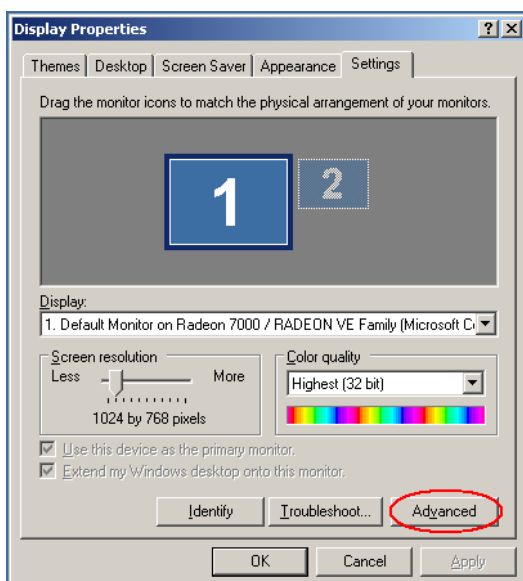 Display Properties
Themes Desktop Screen Saver Appearance Settings
Drag the monitor icons to match the physical arrangement of your monitors.
1 2
Display:
1. Default Monitor on Radeon 7000 / RADEON VE Family (Microsoft C
Screen resolution
Less More
1024 by 768 pixels
Color quality
Highest (32 bit)
Use this device as the primary monitor.
Extend my Windows desktop onto this monitor.
Identify Troubleshoot... Advanced
OK Cancel Apply